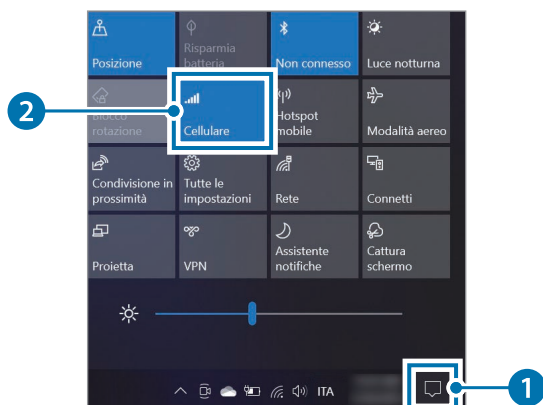 Posizione
Risparmia
batteria
Non connesso
Luce notturna
2
Blocco
rotazione
Cellulare
Hotspot
mobile
Modalità aereo
Condivisione in
prossimità
Tutte le
impostazioni
Rete
Connetti
Proietta
VPN
Assistente
notifiche
Cattura
schermo
ITA
1